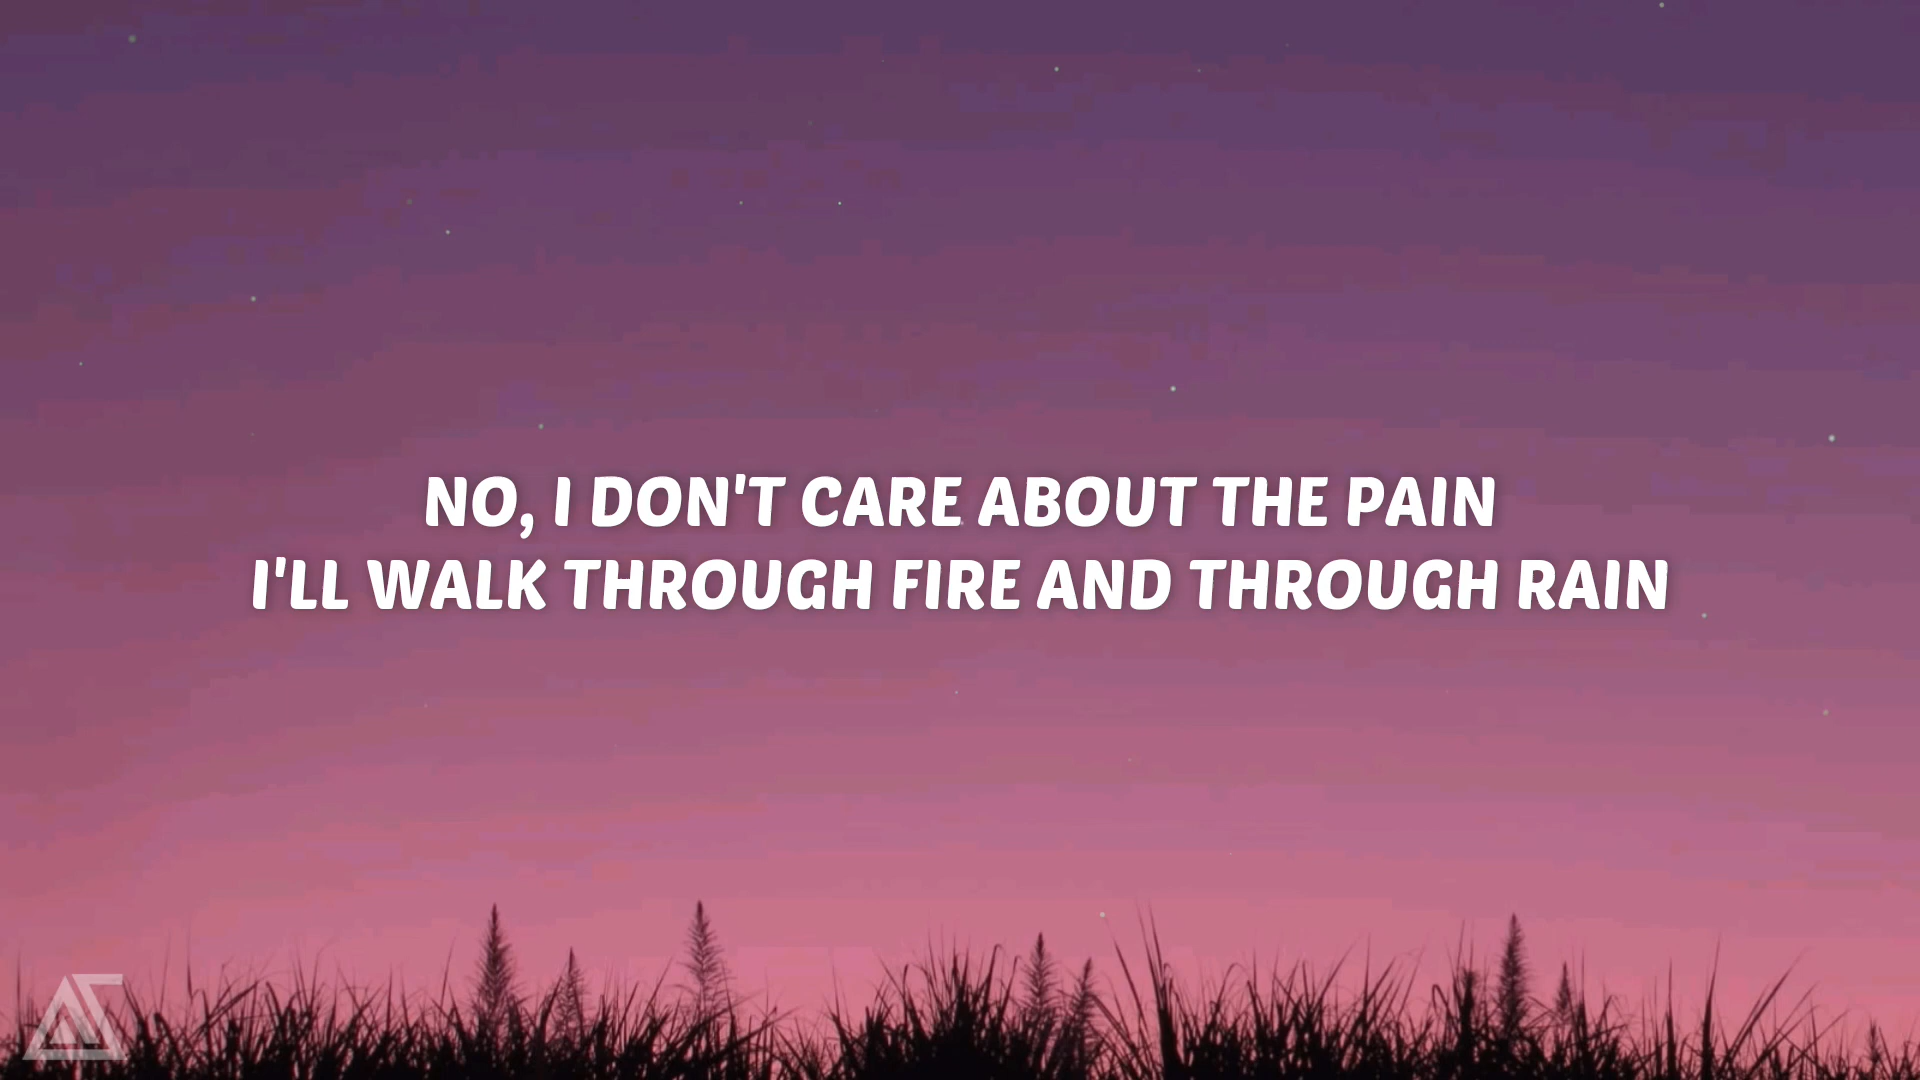 NO, I DON'T CARE ABOUT THE PAIN
I'LL WALK THROUGH FIRE AND THROUGH RAIN